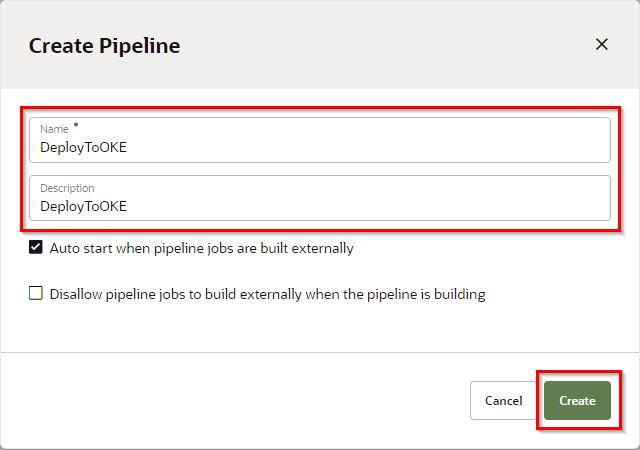 Create Pipeline
Name
DeployToOKE
Description
DeployToOKE
Auto start when pipeline jobs are built externally
Disallow pipeline jobs to build externally when the pipeline is building
Cancel Create